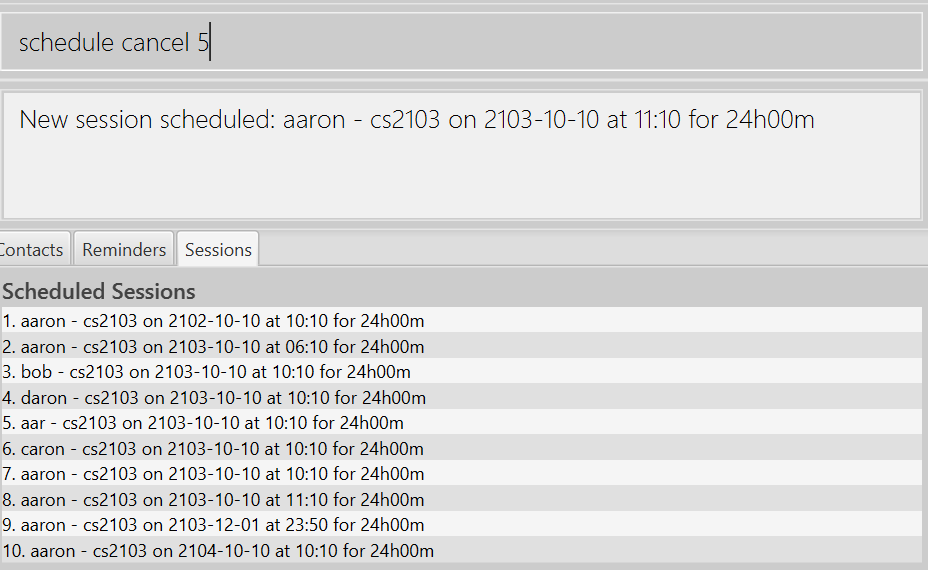 schedule cancel 5
New session scheduled: aaron - cs2103 on 2103-10-10 at 11:10 for 24h00m
Contacts Reminders Sessions
Scheduled Sessions
1. aaron - cs2103 on 2102-10-10 at 10:10 for 24h00m
2. aaron - cs2103 on 2103-10-10 at 06:10 for 24h00m
3. bob - cs2103 on 2103-10-10 at 10:10 for 24h00m
4. daron - cs2103 on 2103-10-10 at 10:10 for 24h00m
5. aar - cs2103 on 2103-10-10 at 10:10 for 24h00m
6. caron - cs2103 on 2103-10-10 at 10:10 for 24h00m
7. aaron - cs2103 on 2103-10-10 at 10:10 for 24h00m
8. aaron - cs2103 on 2103-10-10 at 11:10 for 24h00m
9. aaron - cs2103 on 2103-12-01 at 23:50 for 24h00m
10. aaron - cs2103 on 2104-10-10 at 10:10 for 24h00m